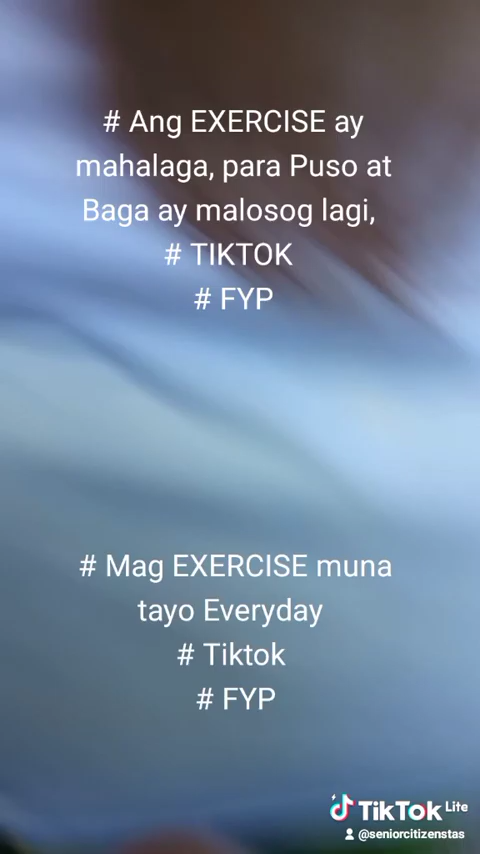 # Ang EXERCISE ay
mahalaga, para Puso at
Baga ay malosog lagi,
# TIKTOK
# FYP
# Mag EXERCISE muna
tayo Everyday
# Tiktok
# FYP
TikTok Lite
@seniorcitizenstas